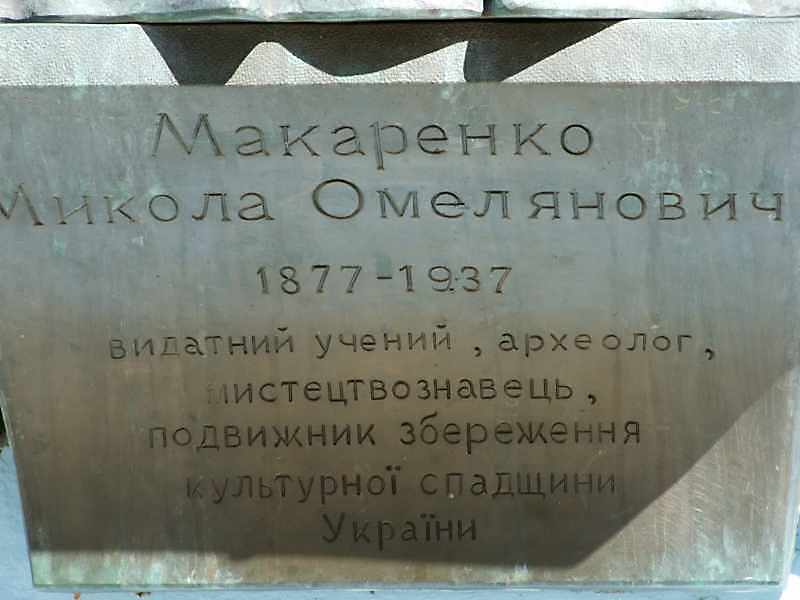 Макаренко
Микола Омелянович
1877-1937
видатний учений, археолог,
мистецтвознавець,
подвижник збереження
культурної спадщини
України